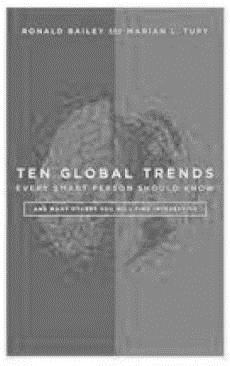 RONALD BAILEY AND MARIAN L. TUPY
TEN GLOBAL TRENDS
EVERY SMART PERSON SHOULD KNOW
AND MANY OTHERS YOU WILL FIND INTERESTING